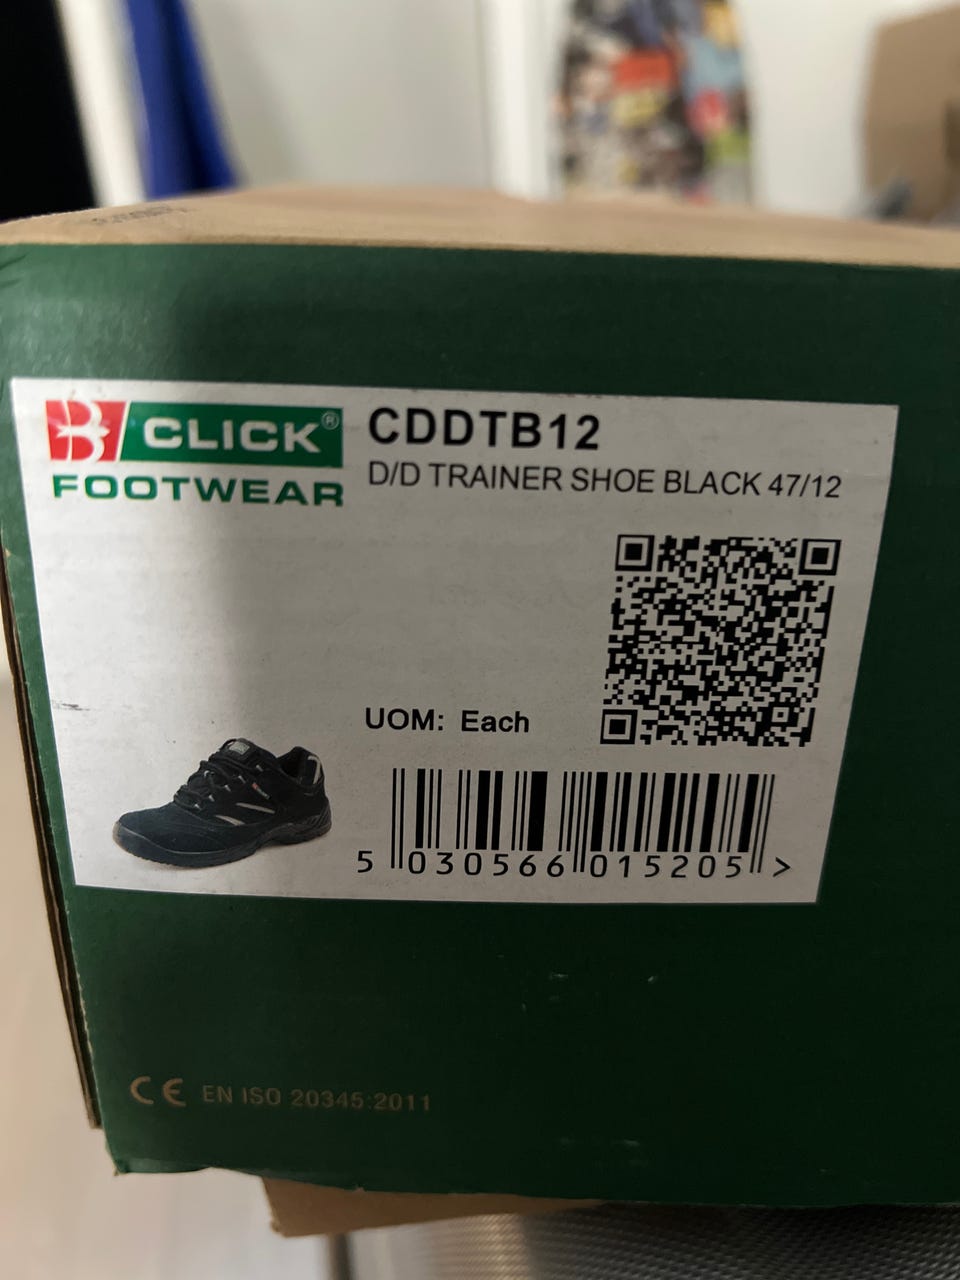 B CLICK®
FOOTWEAR
CDDTB12
D/D TRAINER SHOE BLACK 47/12
UOM: Each
5 030566 015205 >
CE EN ISO 20345:2011